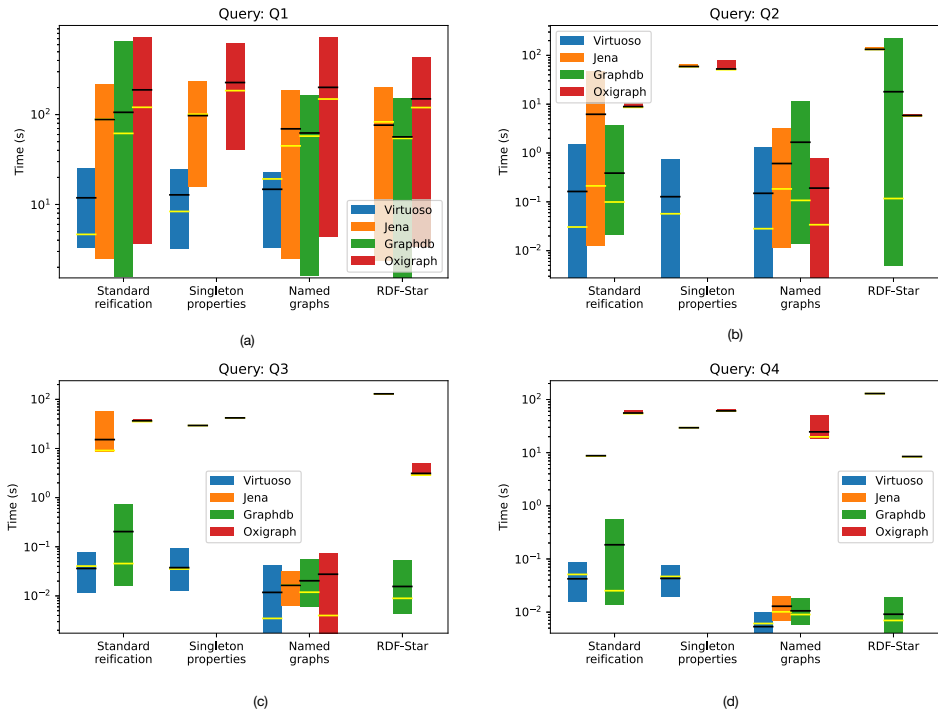 Query: Q1
Time (s)
10²
10¹
Virtuoso
Jena
Graphdb
Oxigraph
Standard
reification
Singleton
properties
Named
graphs
RDF–Star
(a)
Query: Q2
Time (s)
10²
10¹
10⁰
10⁻¹
10⁻²
Virtuoso
Jena
Graphdb
Oxigraph
Standard
reification
Singleton
properties
Named
graphs
RDF–Star
(b)
Query: Q3
Time (s)
10²
10¹
10⁰
10⁻¹
10⁻²
Virtuoso
Jena
Graphdb
Oxigraph
Standard
reification
Singleton
properties
Named
graphs
RDF–Star
(c)
Query: Q4
Time (s)
10²
10¹
10⁰
10⁻¹
10⁻²
Virtuoso
Jena
Graphdb
Oxigraph
Standard
reification
Singleton
properties
Named
graphs
RDF–Star
(d)